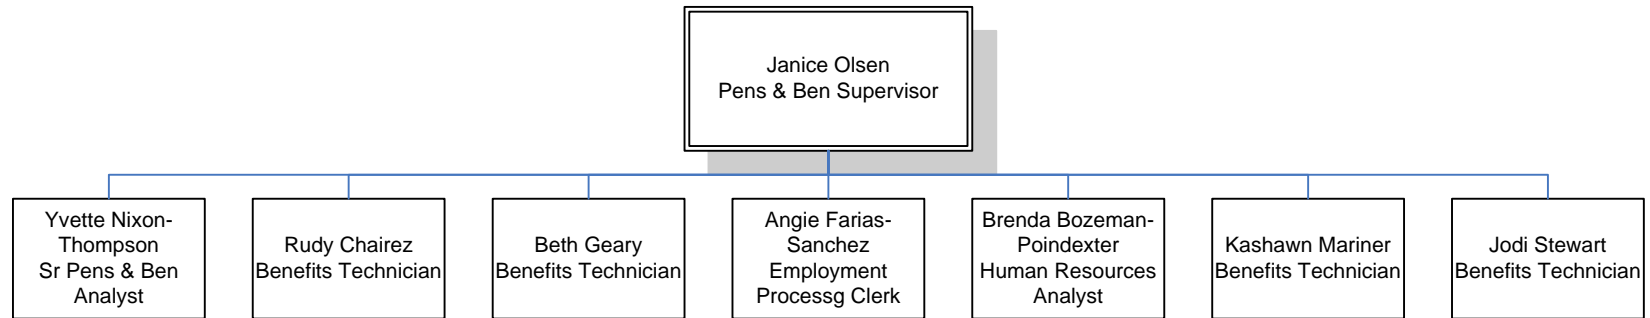 Janice Olsen
Pens & Ben Supervisor
Yvette Nixon-
Thompson
Sr Pens & Ben
Analyst
Rudy Chairez
Benefits Technician
Beth Geary
Benefits Technician
Angie Farias-
Sanchez
Employment
Processg Clerk
Brenda Bozeman-
Poindexter
Human Resources
Analyst
Kashawn Mariner
Benefits Technician
Jodi Stewart
Benefits Technician